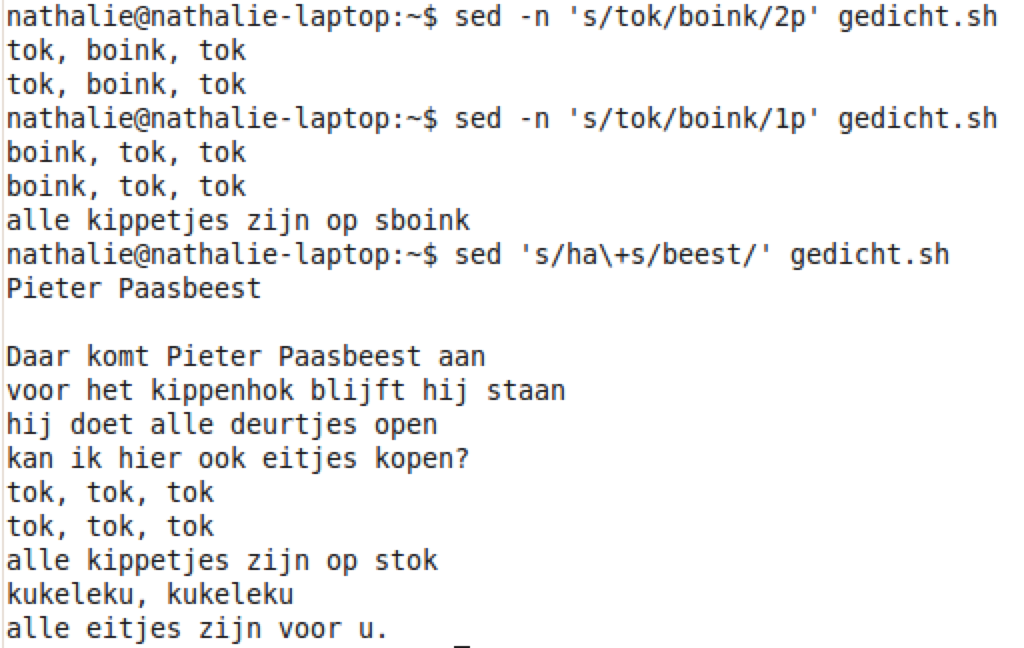 nathalie@nathalie-laptop:~$ sed -n 's/tok/boink/2p' gedicht.sh
tok, boink, tok
tok, boink, tok
nathalie@nathalie-laptop:~$ sed -n 's/tok/boink/1p' gedicht.sh
boink, tok, tok
boink, tok, tok
alle kippetjes zijn op sboink
nathalie@nathalie-laptop:~$ sed 's/ha\+s/beest/' gedicht.sh
Pieter Paasbeest

Daar komt Pieter Paasbeest aan
voor het kippenhok blijft hij staan
hij doet alle deurtjes open
kan ik hier ook eitjes kopen?
tok, tok, tok
tok, tok, tok
alle kippetjes zijn op stok
kukeleku, kukeleku
alle eitjes zijn voor u.